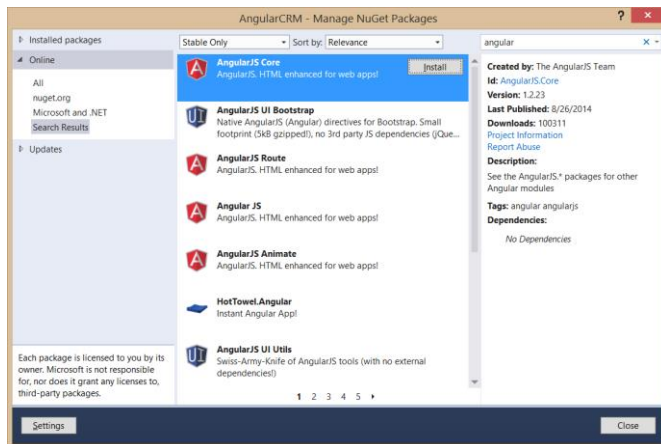 AngularCRM - Manage NuGet Packages
?
Installed packages
Online
All
nuget.org
Microsoft and .NET
Search Results
Updates
Each package is licensed to you by its
owner. Microsoft is not responsible
for, nor does it grant any licenses to,
third-party packages.
Stable Only
Sort by: Relevance
AngularJS Core
AngularJS. HTML enhanced for web apps!
Install
AngularJS UI Bootstrap
Native AngularJS (Angular) directives for Bootstrap. Small
footprint (5kB gzipped!), no 3rd party JS dependencies (jQue...
AngularJS Route
AngularJS. HTML enhanced for web apps!
Angular JS
AngularJS. HTML enhanced for web apps!
AngularJS Animate
AngularJS. HTML enhanced for web apps!
HotTowel.Angular
Instant Angular App!
AngularJS UI Utils
Swiss-Army-Knife of AngularJS tools (with no external
dependencies!)
1 2 3 4 5
angular
Created by: The AngularJS Team
Id: AngularJS.Core
Version: 1.2.23
Last Published: 8/26/2014
Downloads: 100311
Project Information
Report Abuse
Description:
See the AngularJS.* packages for other
Angular modules
Tags: angular angularjs
Dependencies:
No Dependencies
Settings
Close